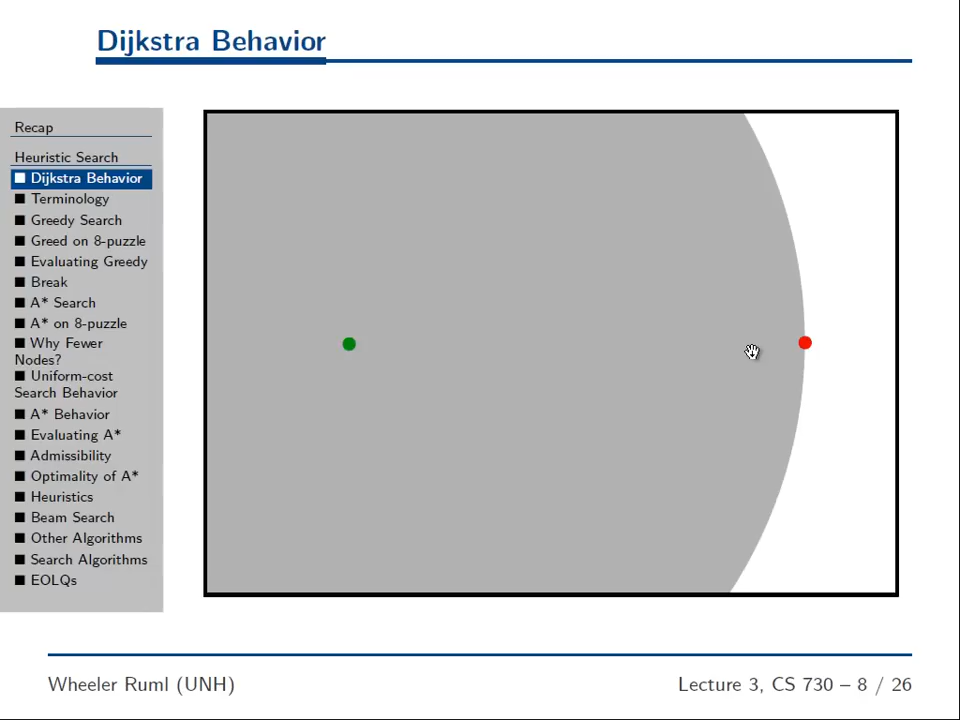 Dijkstra Behavior
Recap
Heuristic Search
■ Dijkstra Behavior
■ Terminology
■ Greedy Search
■ Greed on 8-puzzle
■ Evaluating Greedy
■ Break
■ A* Search
■ A* on 8-puzzle
■ Why Fewer
Nodes?
■ Uniform-cost
Search Behavior
■ A* Behavior
■ Evaluating A*
■ Admissibility
■ Optimality of A*
■ Heuristics
■ Beam Search
■ Other Algorithms
■ Search Algorithms
■ EOLQs
Wheeler Ruml (UNH)
Lecture 3, CS 730 – 8 / 26